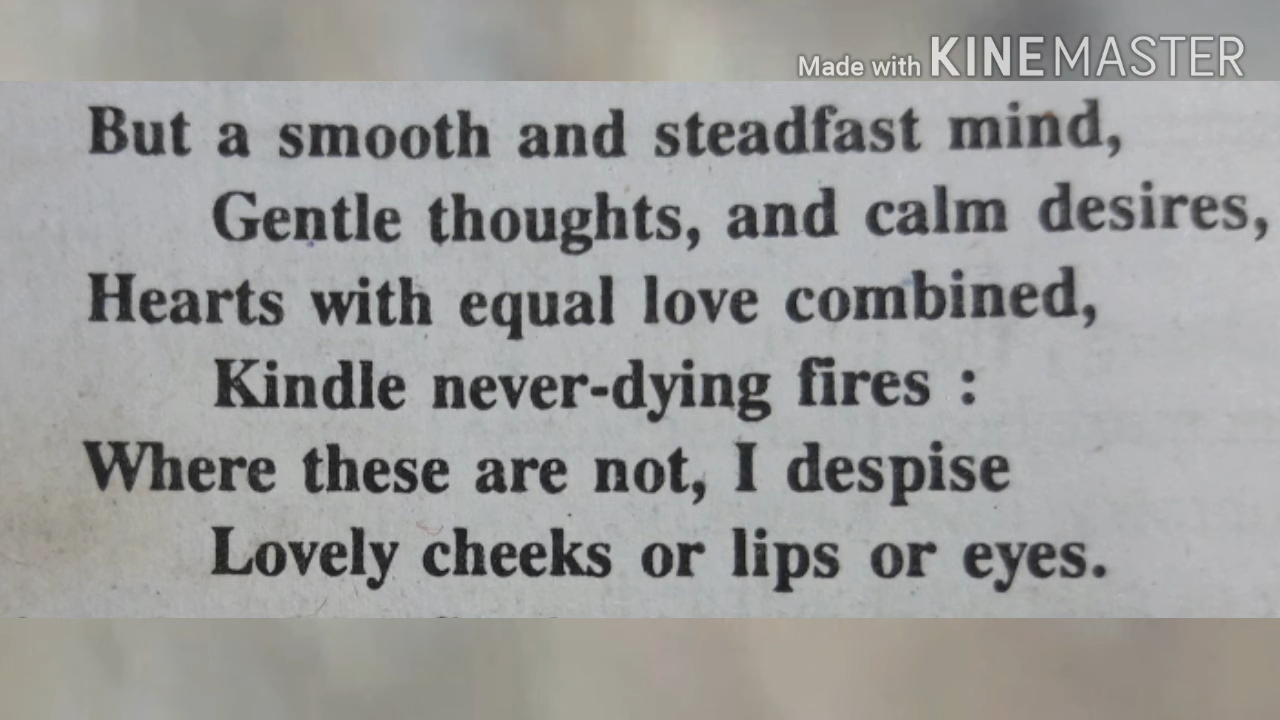 Made with KINEMASTER
But a smooth and steadfast mind,
Gentle thoughts, and calm desires,
Hearts with equal love combined,
Kindle never-dying fires :
Where these are not, I despise
Lovely cheeks or lips or eyes.